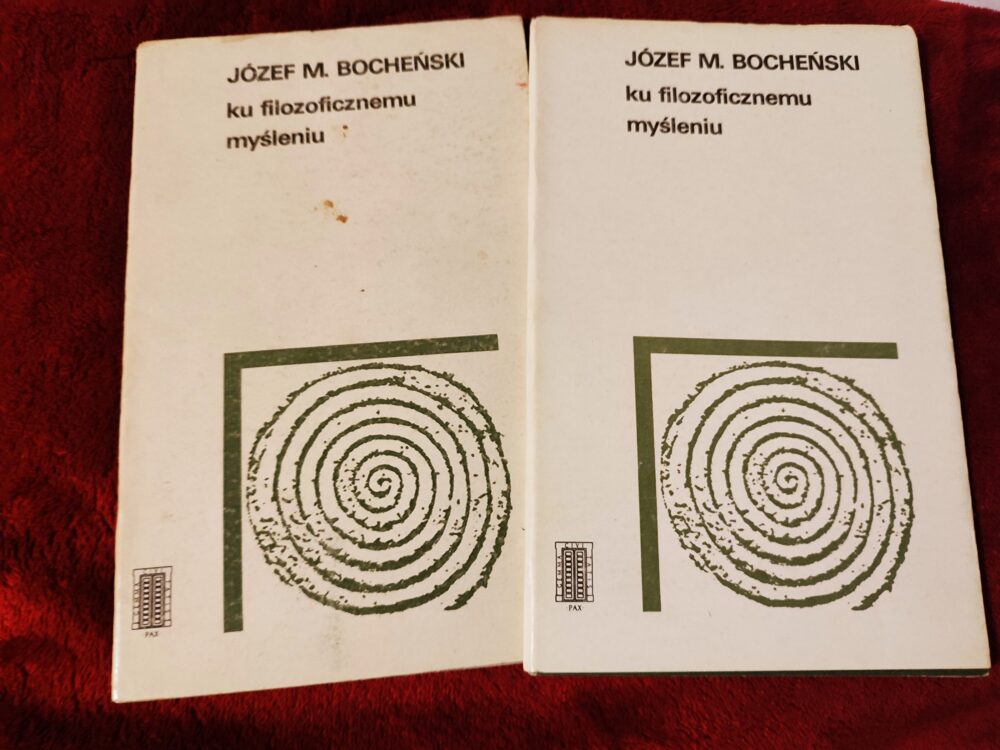 JÓZEF M. BOCHEŃSKI
ku filozoficznemu
myśleniu
PAX
JÓZEF M. BOCHEŃSKI
ku filozoficznemu
myśleniu
PAX